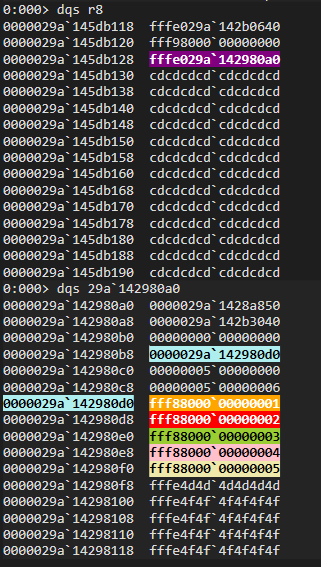 0:000> dqs r8
0000029a`145db118 fffe029a`142b0640
0000029a`145db120 fff98000`00000000
0000029a`145db128 fffe029a`142980a0
0000029a`145db130 cdcdcdcd`cdcdcdcd
0000029a`145db138 cdcdcdcd`cdcdcdcd
0000029a`145db140 cdcdcdcd`cdcdcdcd
0000029a`145db148 cdcdcdcd`cdcdcdcd
0000029a`145db150 cdcdcdcd`cdcdcdcd
0000029a`145db158 cdcdcdcd`cdcdcdcd
0000029a`145db160 cdcdcdcd`cdcdcdcd
0000029a`145db168 cdcdcdcd`cdcdcdcd
0000029a`145db170 cdcdcdcd`cdcdcdcd
0000029a`145db178 cdcdcdcd`cdcdcdcd
0000029a`145db180 cdcdcdcd`cdcdcdcd
0000029a`145db188 cdcdcdcd`cdcdcdcd
0000029a`145db190 cdcdcdcd`cdcdcdcd
0:000> dqs 29a`142980a0
0000029a`142980a0 0000029a`1428a850
0000029a`142980a8 0000029a`142b3040
0000029a`142980b0 00000000`00000000
0000029a`142980b8 0000029a`142980d0
0000029a`142980c0 00000005`00000000
0000029a`142980c8 00000005`00000006
0000029a`142980d0 fff88000`00000001
0000029a`142980d8 fff88000`00000002
0000029a`142980e0 fff88000`00000003
0000029a`142980e8 fff88000`00000004
0000029a`142980f0 fff88000`00000005
0000029a`142980f8 fffe4d4d`4d4d4d4d
0000029a`14298100 fffe4f4f`4f4f4f4f
0000029a`14298108 fffe4f4f`4f4f4f4f
0000029a`14298110 fffe4f4f`4f4f4f4f
0000029a`14298118 fffe4f4f`4f4f4f4f